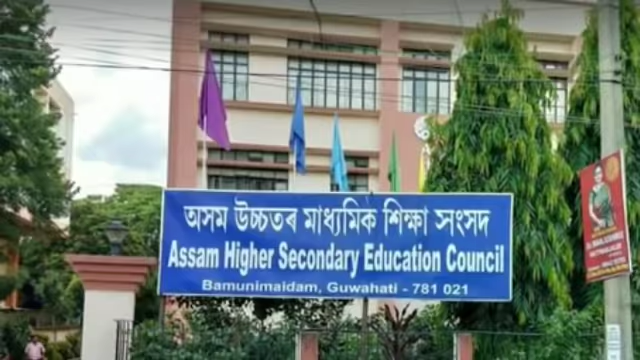 অসম উচ্চতৰ মাধ্যমিক শিক্ষা সংসদ
Assam Higher Secondary Education Council
Bamunimaidam, Guwahati - 781 021